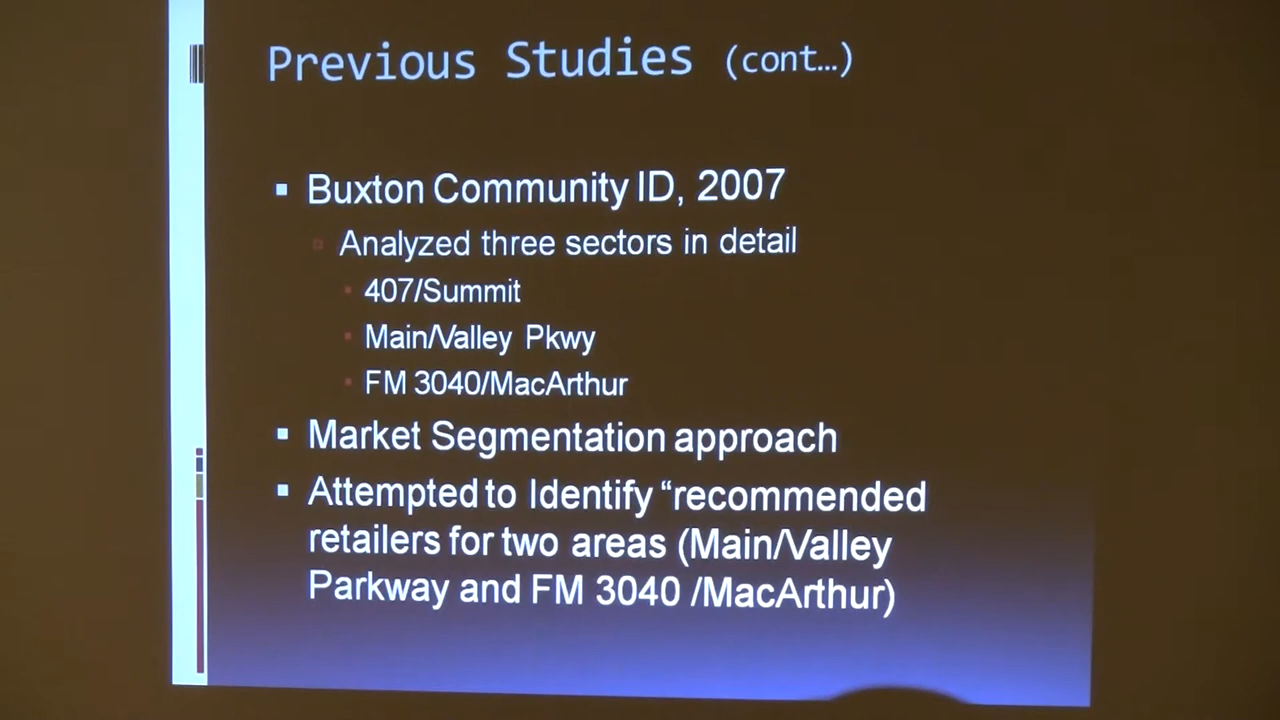 Previous Studies (cont…)
Buxton Community ID, 2007
Analyzed three sectors in detail
407/Summit
Main/Valley Pkwy
FM 3040/MacArthur
Market Segmentation approach
Attempted to Identify “recommended
retailers for two areas (Main/Valley
Parkway and FM 3040 /MacArthur)